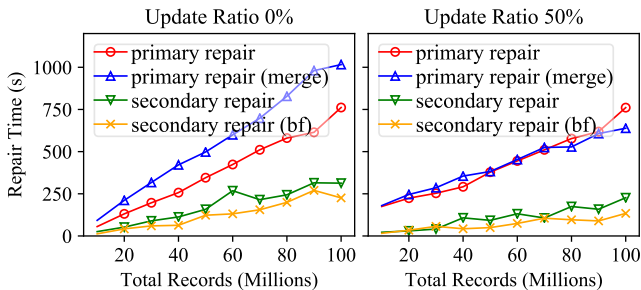 Update Ratio 0%
Update Ratio 50%
Repair Time (s)
1000
750
500
250
0
primary repair
primary repair (merge)
secondary repair
secondary repair (bf)
primary repair
primary repair (merge)
secondary repair
secondary repair (bf)
20 40 60 80 100
20 40 60 80 100
Total Records (Millions)
Total Records (Millions)